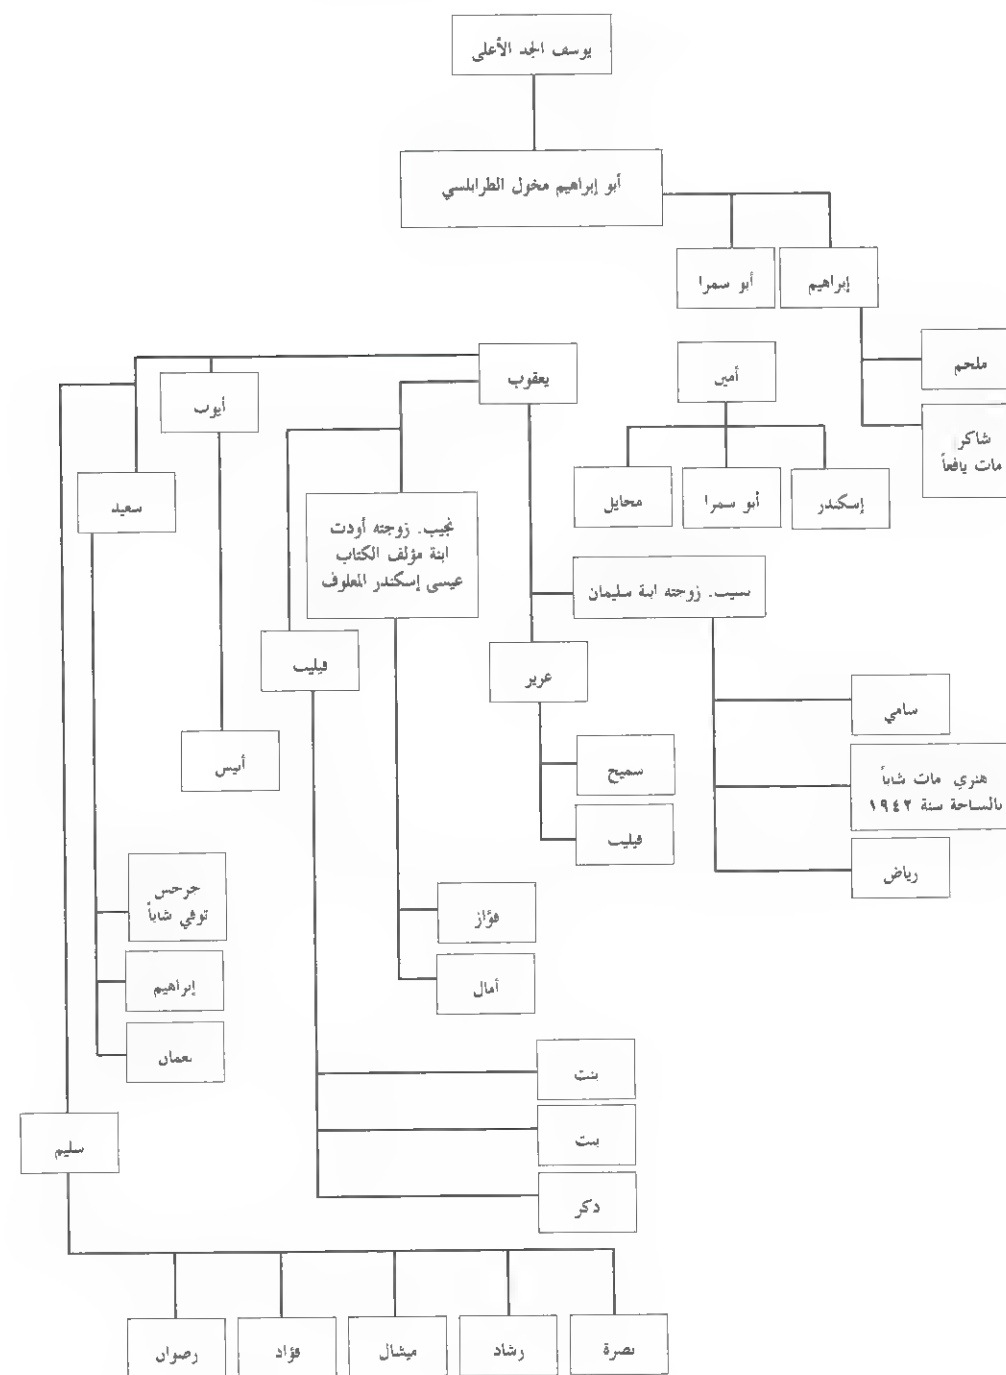 يوسف الجد الأعلى
أبو إبراهيم مخول الطرابلسي
إبراهيم
أبو سمرا
ملحم
شاكر
مات يافعاً
أمين
إسكندر
أبو سمرا
محايل
يعقوب
أيوب
سعيد
نجيب. زوجته أودت
ابنة مؤلف الكتاب
عيسى إسكندر المعلوف
نسيب. زوجته ابنة سليمان
فيليب
عزيز
سامي
هنري مات شاباً
بالساحة سنة ١٩٤٢
رياض
سميح
فيليب
أنيس
جرجس
توفي شاباً
إبراهيم
نعمان
فؤاز
أمال
بنت
بنت
ذكر
سليم
نصرة
رشاد
ميشال
فؤاد
رضوان